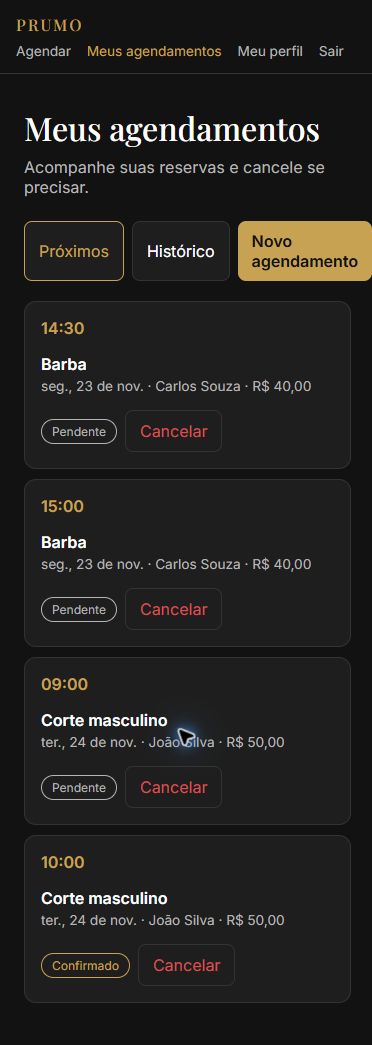 PRUMO
Agendar Meus agendamentos Meu perfil Sair
Meus agendamentos
Acompanhe suas reservas e cancele se
precisar.
Próximos
Histórico
Novo
agendamento
14:30
Barba
seg., 23 de nov. · Carlos Souza · R$ 40,00
Pendente
Cancelar
15:00
Barba
seg., 23 de nov. · Carlos Souza · R$ 40,00
Pendente
Cancelar
09:00
Corte masculino
ter., 24 de nov. · João Silva · R$ 50,00
Pendente
Cancelar
10:00
Corte masculino
ter., 24 de nov. · João Silva · R$ 50,00
Confirmado
Cancelar